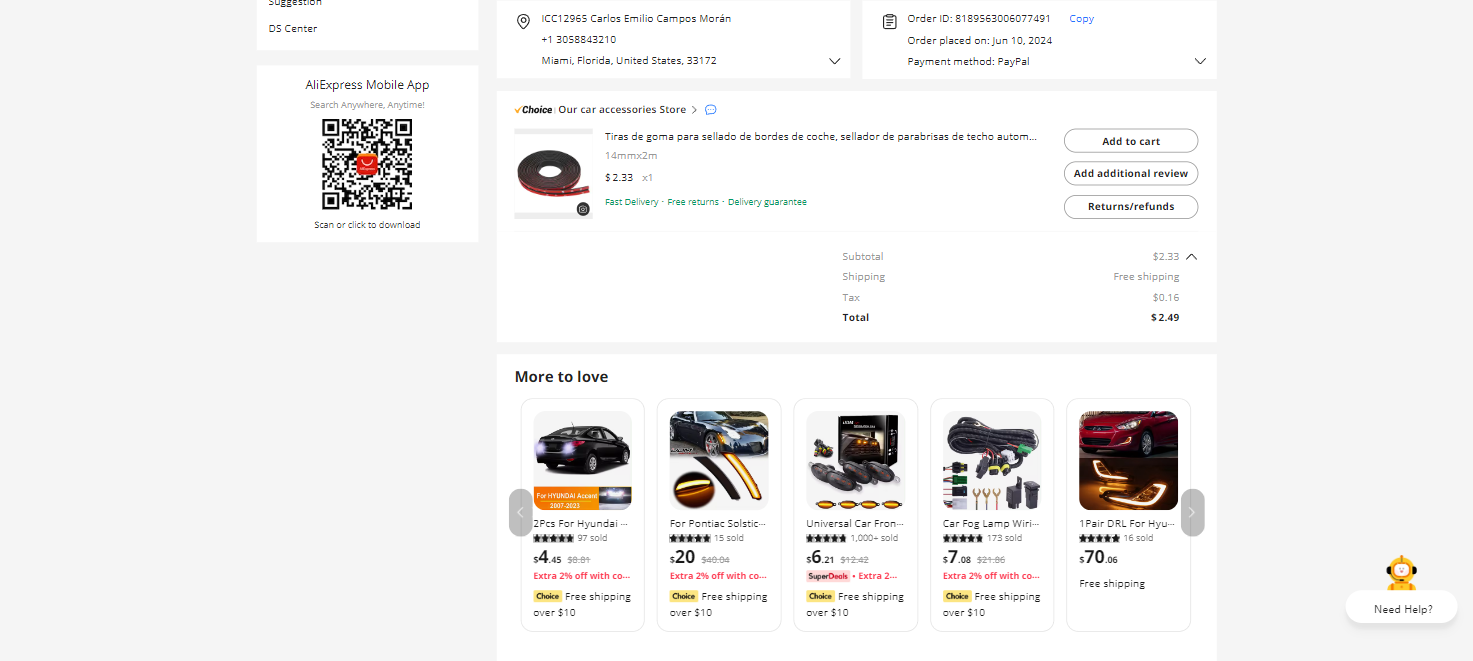 Suggestion
DS Center
AliExpress Mobile App
Search Anywhere, Anytime!
Scan or click to download
ICC12965 Carlos Emilio Campos Morán
+1 3058843210
Miami, Florida, United States, 33172
Order ID: 8189563006077491 Copy
Order placed on: Jun 10, 2024
Payment method: PayPal
Choice Our car accessories Store
Tiras de goma para sellado de bordes de coche, sellador de parabrisas de techo autom...
14mmx2m
$2.33 x1
Fast Delivery · Free returns · Delivery guarantee
Add to cart
Add additional review
Returns/refunds
Subtotal $2.33
Shipping Free shipping
Tax $0.16
Total $2.49
More to love
For HYUNDAI Accent
2007-2023
2Pcs For Hyundai ...
97 sold
$4.45 $8.81
Extra 2% off with co...
Choice Free shipping
over $10
For Pontiac Solstic...
15 sold
$20 $40.04
Extra 2% off with co...
Choice Free shipping
over $10
Universal Car Fron...
1,000+ sold
$6.21 $12.42
SuperDeals • Extra 2...
Choice Free shipping
over $10
Car Fog Lamp Wiri...
173 sold
$7.08 $21.86
Extra 2% off with co...
Choice Free shipping
over $10
1Pair DRL For Hyu...
16 sold
$70.06
Free shipping
Need Help?